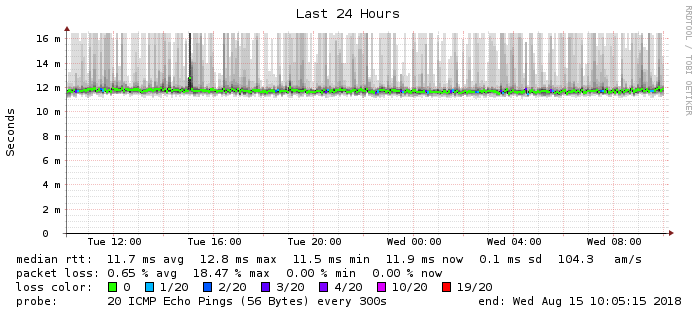 Last 24 Hours
RRDTOOL / TOBI OETIKER
Seconds
16 m
14 m
12 m
10 m
8 m
6 m
4 m
2 m
0
Tue 12:00 Tue 16:00 Tue 20:00 Wed 00:00 Wed 04:00 Wed 08:00
median rtt: 11.7 ms avg 12.8 ms max 11.5 ms min 11.9 ms now 0.1 ms sd 104.3 am/s
packet loss: 0.65 % avg 18.47 % max 0.00 % min 0.00 % now
loss color: 0 1/20 2/20 3/20 4/20 10/20 19/20
probe: 20 ICMP Echo Pings (56 Bytes) every 300s end: Wed Aug 15 10:05:15 2018